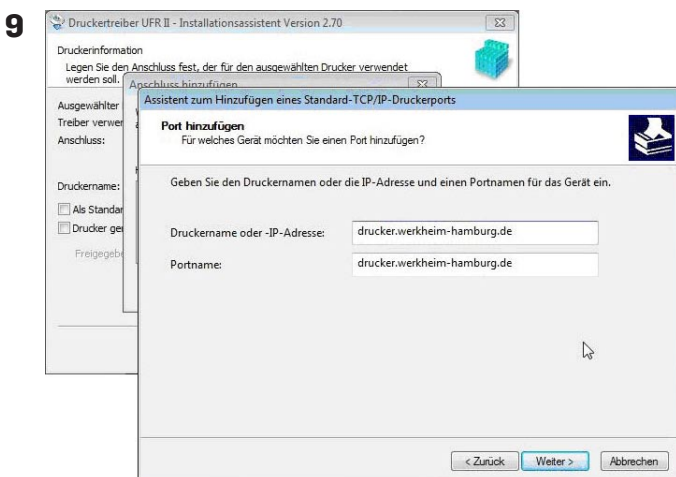 9
Druckertreiber UFR II - Installationsassistent Version 2.70
Druckerinformation
Legen Sie den Anschluss fest, der für den ausgewählten Drucker verwendet
werden soll.
Anschluss hinzufügen
Ausgewählter
Treiber verwer
Anschluss:
Druckername:
Als Standar
Drucker ger
Freigegebe
Assistent zum Hinzufügen eines Standard-TCP/IP-Druckerports
Port hinzufügen
Für welches Gerät möchten Sie einen Port hinzufügen?
Geben Sie den Druckernamen oder die IP-Adresse und einen Portnamen für das Gerät ein.
Druckername oder -IP-Adresse: drucker.werkheim-hamburg.de
Portname: drucker.werkheim-hamburg.de
< Zurück Weiter > Abbrechen